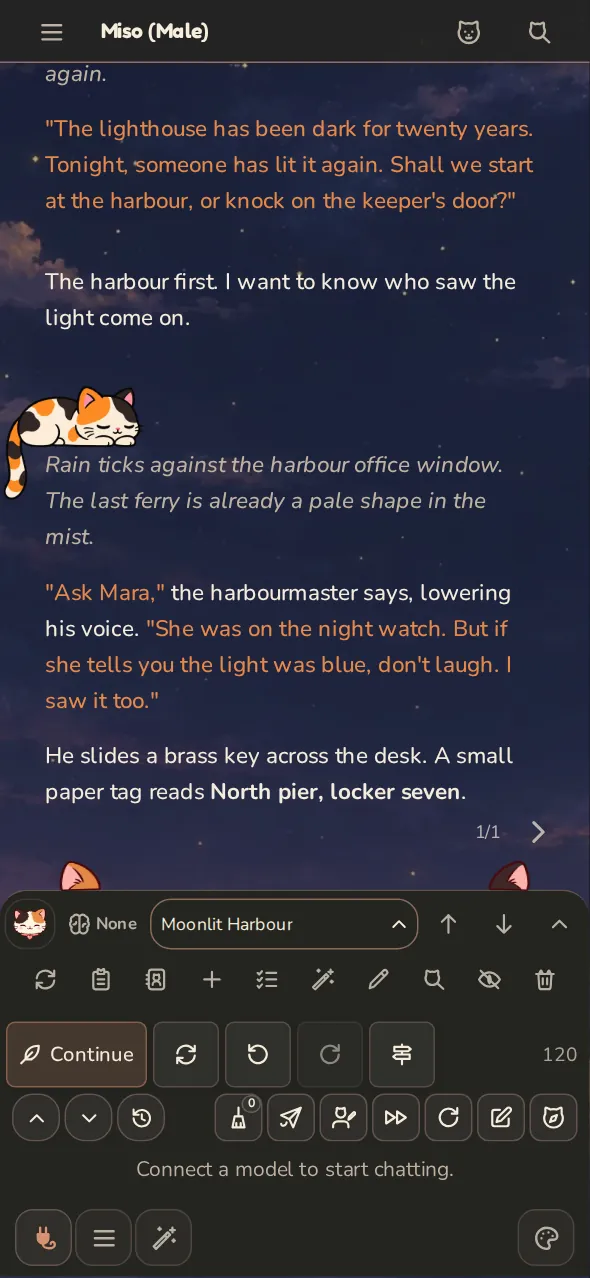 Miso (Male)
again.
"The lighthouse has been dark for twenty years.
Tonight, someone has lit it again. Shall we start
at the harbour, or knock on the keeper's door?"
The harbour first. I want to know who saw the
light come on.
Rain ticks against the harbour office window.
The last ferry is already a pale shape in the
mist.
"Ask Mara," the harbourmaster says, lowering
his voice. "She was on the night watch. But if
she tells you the light was blue, don't laugh. I
saw it too."
He slides a brass key across the desk. A small
paper tag reads North pier, locker seven.
1/1
None
Moonlit Harbour
Continue
120
0
Connect a model to start chatting.